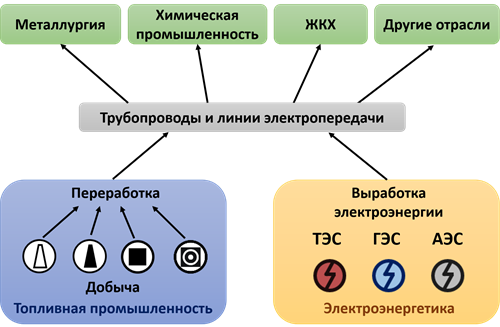 Металлургия
Химическая
промышленность
ЖКХ
Другие отрасли
Трубопроводы и линии электропередачи
Переработка
Добыча
Топливная промышленность
Выработка
электроэнергии
ТЭС ГЭС АЭС
Электроэнергетика